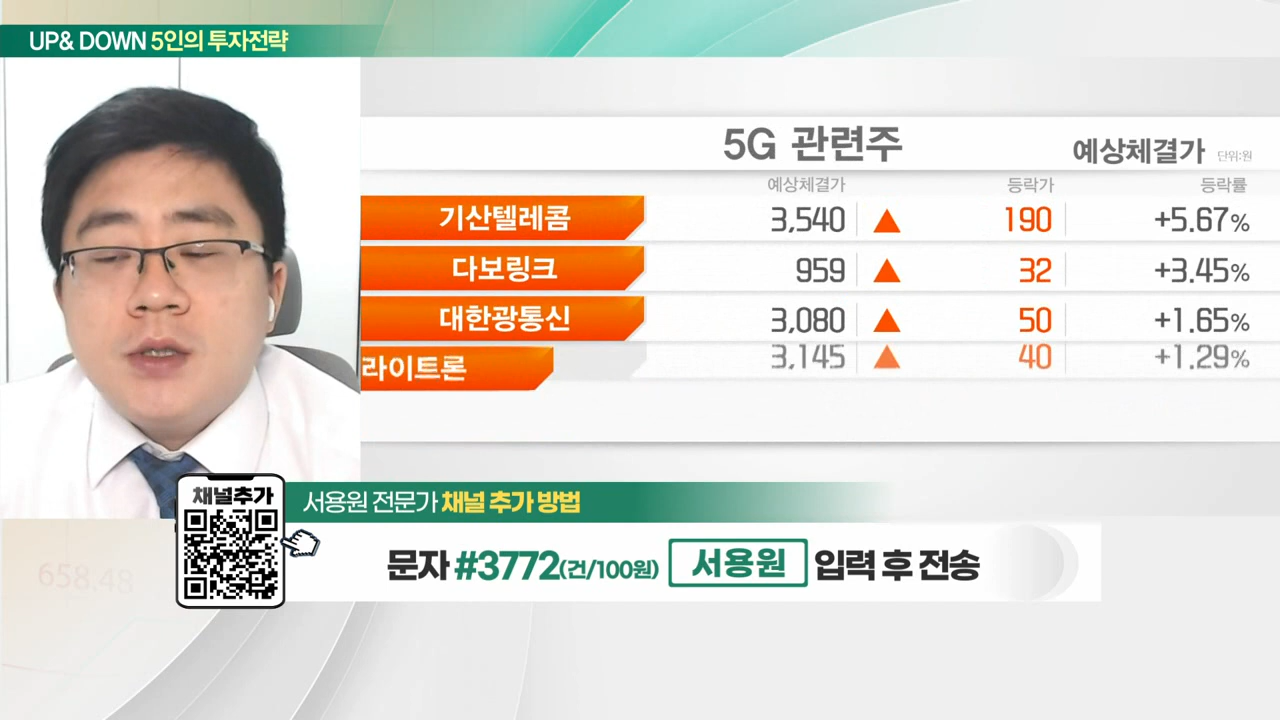 UP& DOWN 5인의 투자전략
5G 관련주
예상체결가 단위:원
예상체결가 등락가 등락률
기산텔레콤 3,540 ▲ 190 +5.67%
다보링크 959 ▲ 32 +3.45%
대한광통신 3,080 ▲ 50 +1.65%
라이트론 3,145 ▲ 40 +1.29%
채널추가
서용원 전문가 채널 추가 방법
문자 #3772(건/100원) 서용원 입력 후 전송
658.48